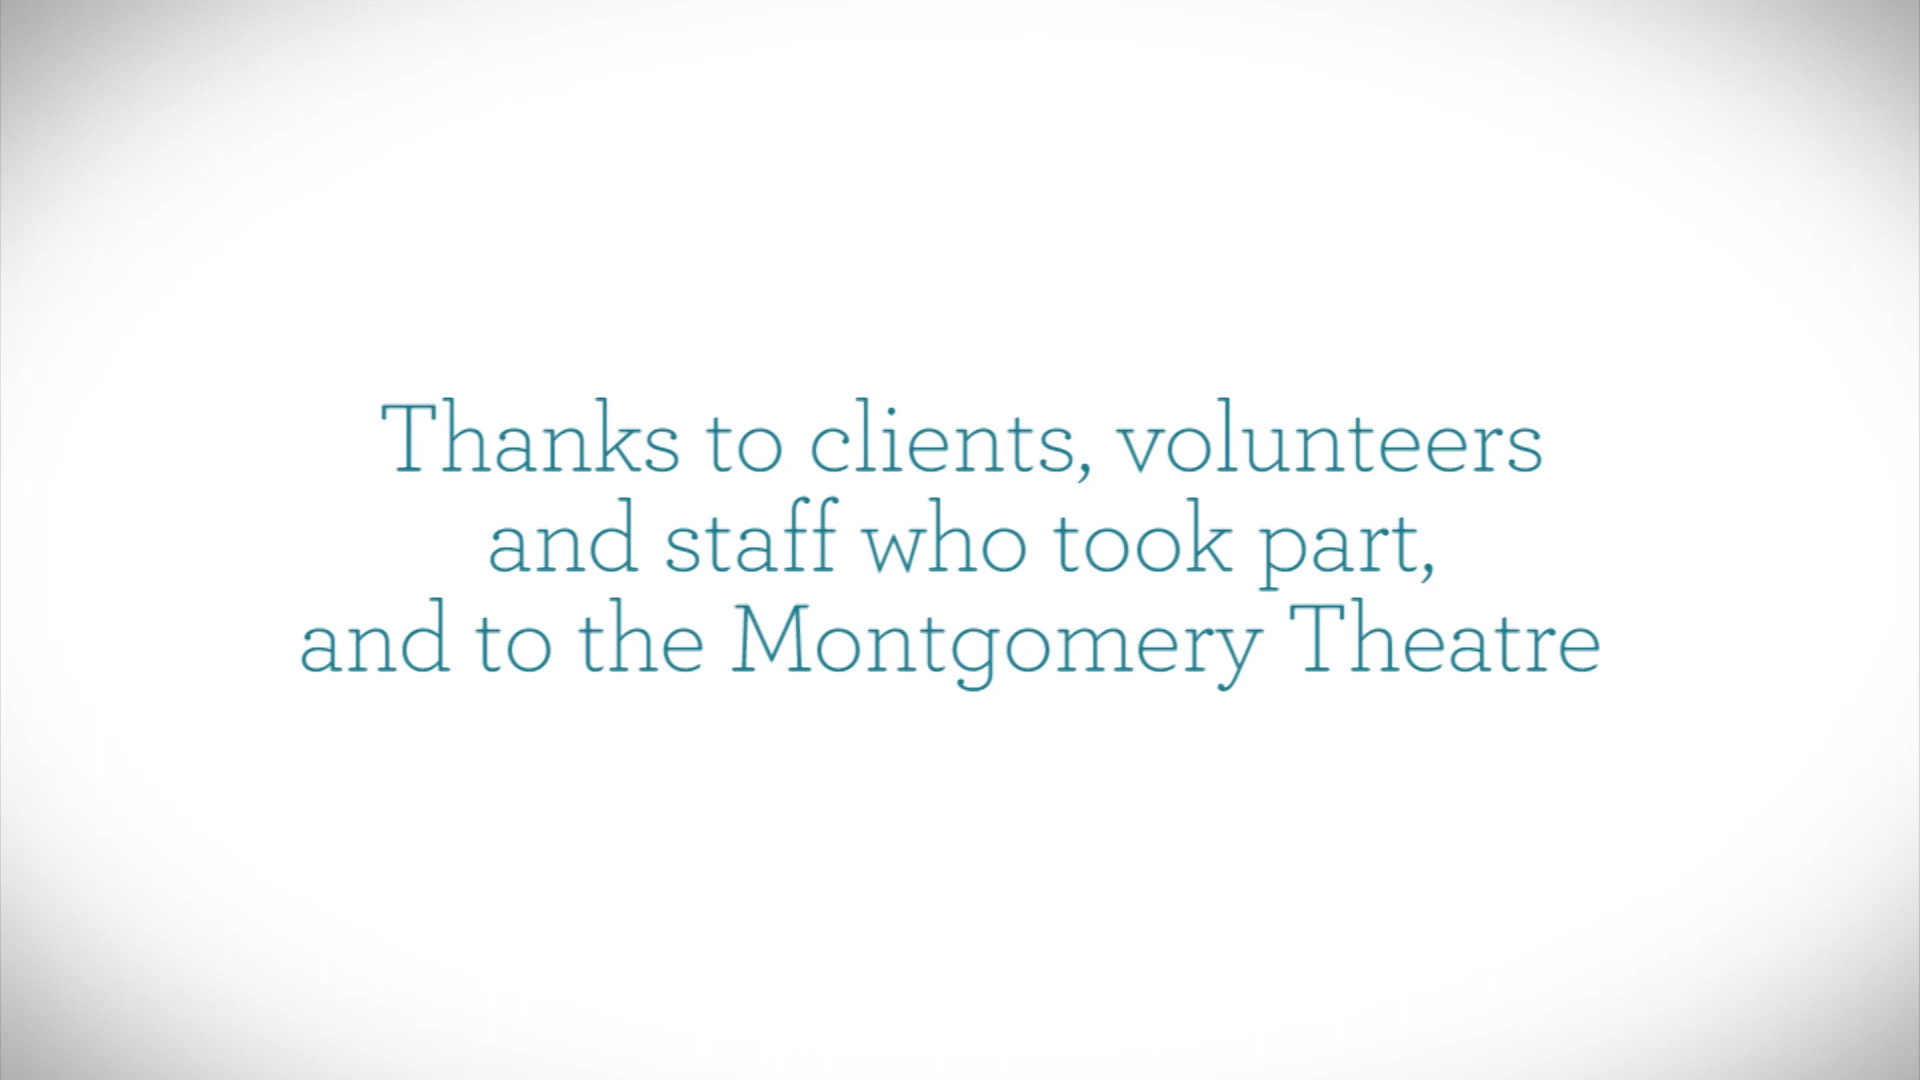 Thanks to clients, volunteers
and staff who took part,
and to the Montgomery Theatre